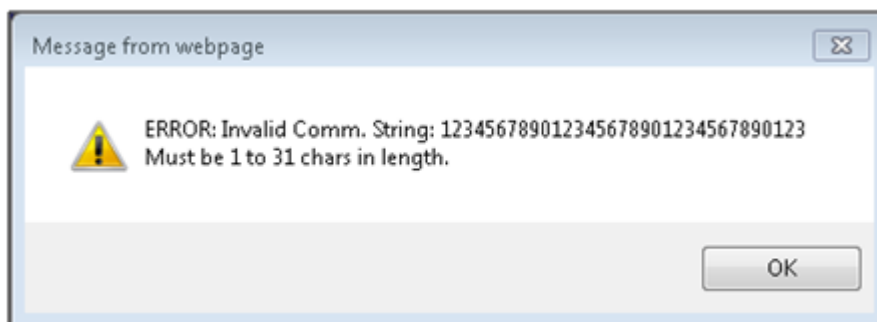 Message from webpage
ERROR: Invalid Comm. String: 123456789012345678901234567890123
Must be 1 to 31 chars in length.
OK